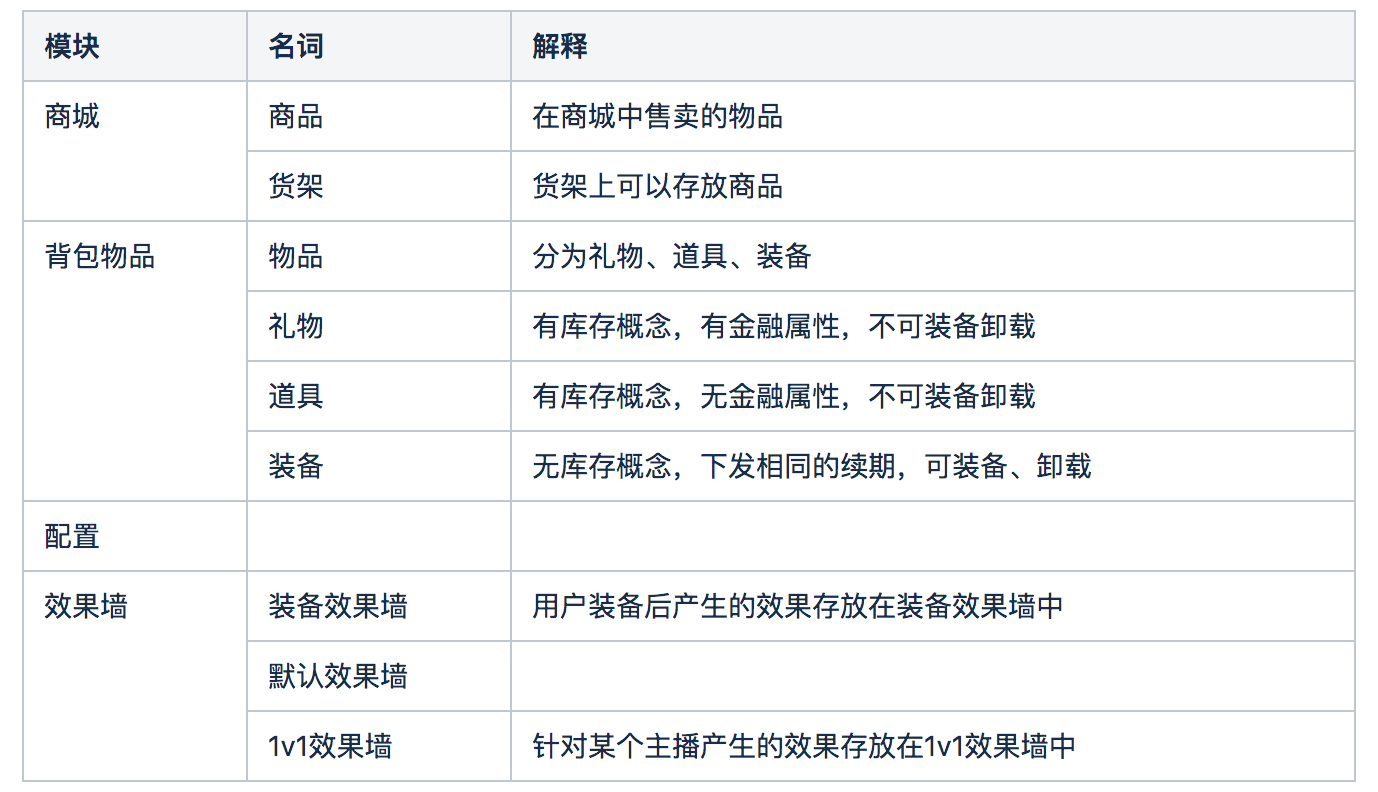 模块 名词 解释
商城 商品 在商城中售卖的物品
货架 货架上可以存放商品
背包物品 物品 分为礼物、道具、装备
礼物 有库存概念，有金融属性，不可装备卸载
道具 有库存概念，无金融属性，不可装备卸载
装备 无库存概念，下发相同的续期，可装备、卸载
配置
效果墙 装备效果墙 用户装备后产生的效果存放在装备效果墙中
默认效果墙
1v1效果墙 针对某个主播产生的效果存放在1v1效果墙中